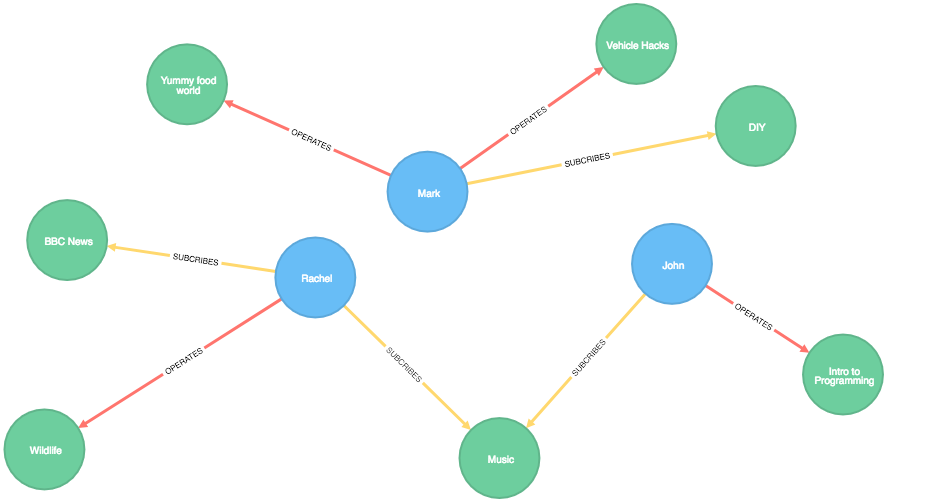 Vehicle Hacks
Yummy food
world
OPERATES
OPERATES
DIY
SUBCRIBES
Mark
BBC News
SUBCRIBES
Rachel
John
OPERATES
OPERATES
SUBCRIBES
SUBCRIBES
Intro to
Programming
Wildlife
Music